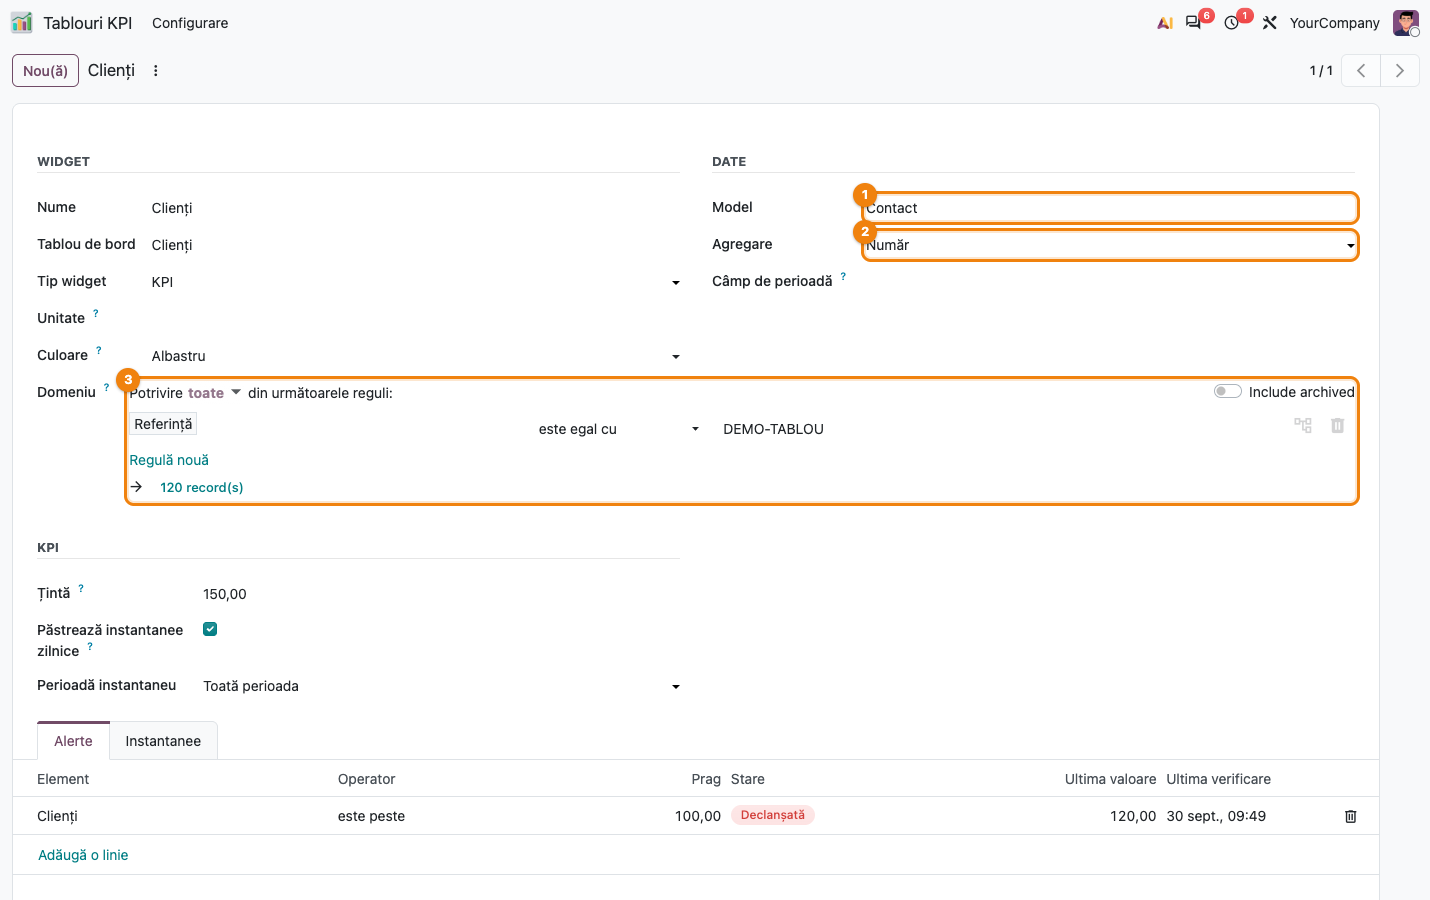 Tablouri KPI Configurare
AI 6 1 YourCompany
Nou(ă) Clienți 1 / 1
WIDGET
Nume Clienți
Tablou de bord Clienți
Tip widget KPI
Unitate ?
Culoare ? Albastru
DATE
Model 1 Contact
Agregare 2 Număr
Câmp de perioadă ?
Domeniu ? 3 Potrivire toate din următoarele reguli: Include archived
Referință este egal cu DEMO-TABLOU
Regulă nouă
120 record(s)
KPI
Țintă ? 150,00
Păstrează instantanee
zilnice ?
Perioadă instantaneu Toată perioada
Alerte Instantanee
Element Operator Prag Stare Ultima valoare Ultima verificare
Clienți este peste 100,00 Declanșată 120,00 30 sept., 09:49
Adăugă o linie